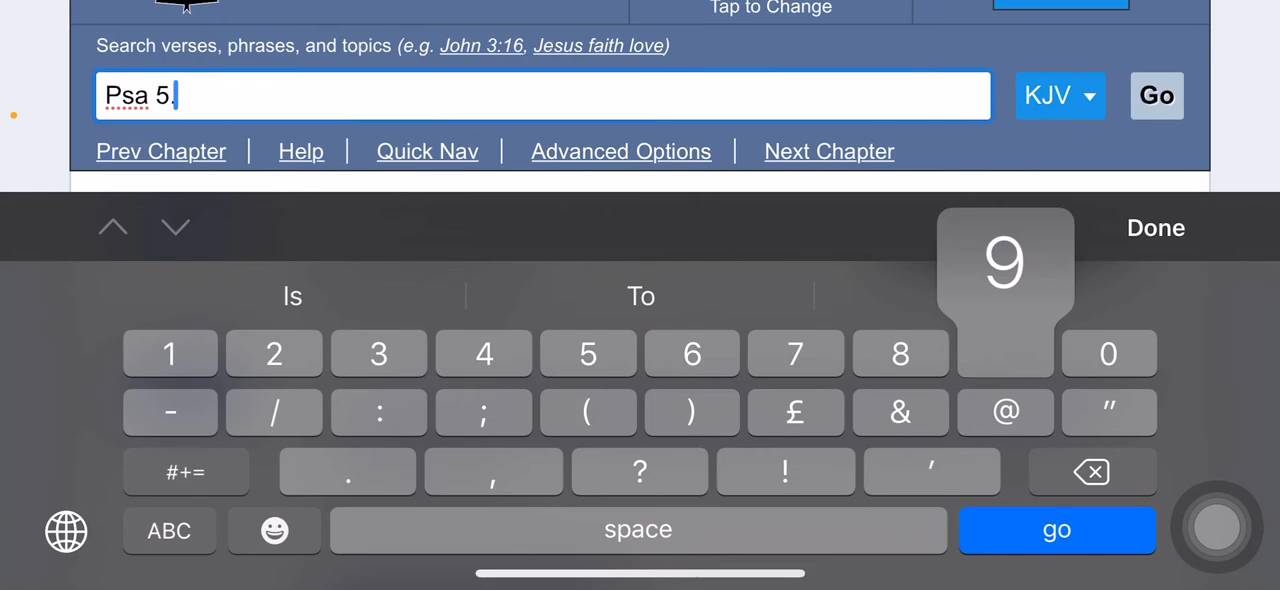 Tap to Change
Search verses, phrases, and topics (e.g. John 3:16, Jesus faith love)
Psa 5. KJV Go
Prev Chapter | Help | Quick Nav | Advanced Options | Next Chapter
Done
9
Is To
1 2 3 4 5 6 7 8 0
- / : ; ( ) £ & @ "
#+= . , ? ! '
ABC space go